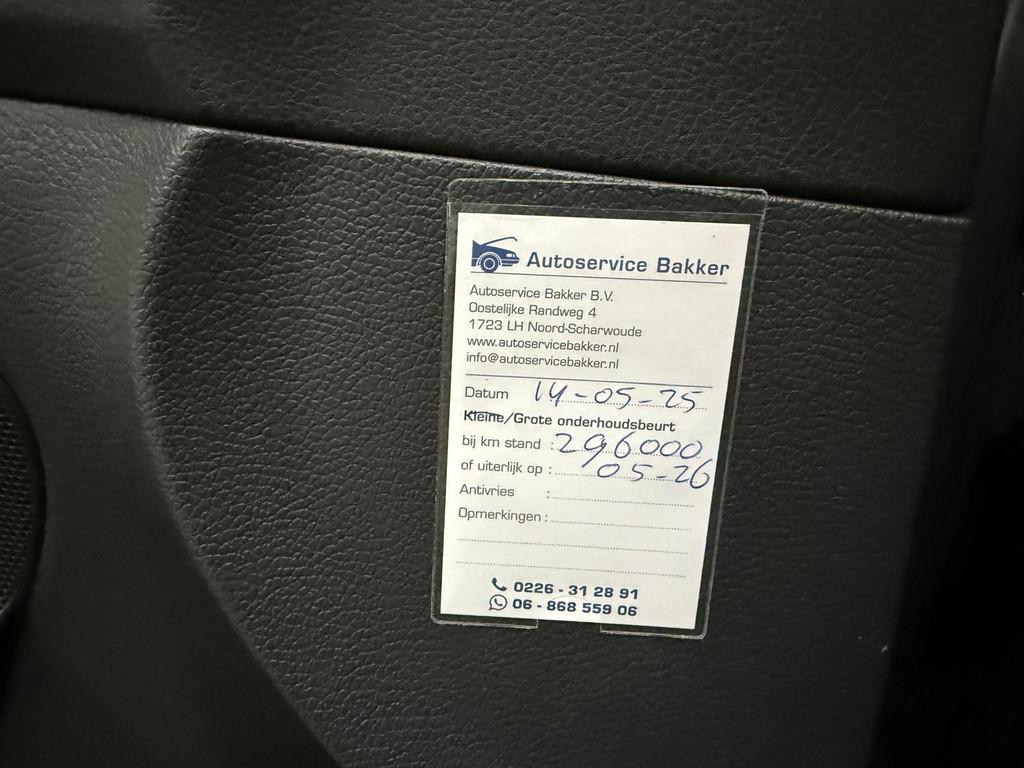 Autoservice Bakker
Autoservice Bakker B.V.
Oostelijke Randweg 4
1723 LH Noord-Scharwoude
www.autoservicebakker.nl
info@autoservicebakker.nl
Datum 14-05-25
Kleine/Grote onderhoudsbeurt
bij km stand : 296000
of uiterlijk op : 05-26
Antivries :
Opmerkingen :
0226 - 31 28 91
06 - 868 559 06